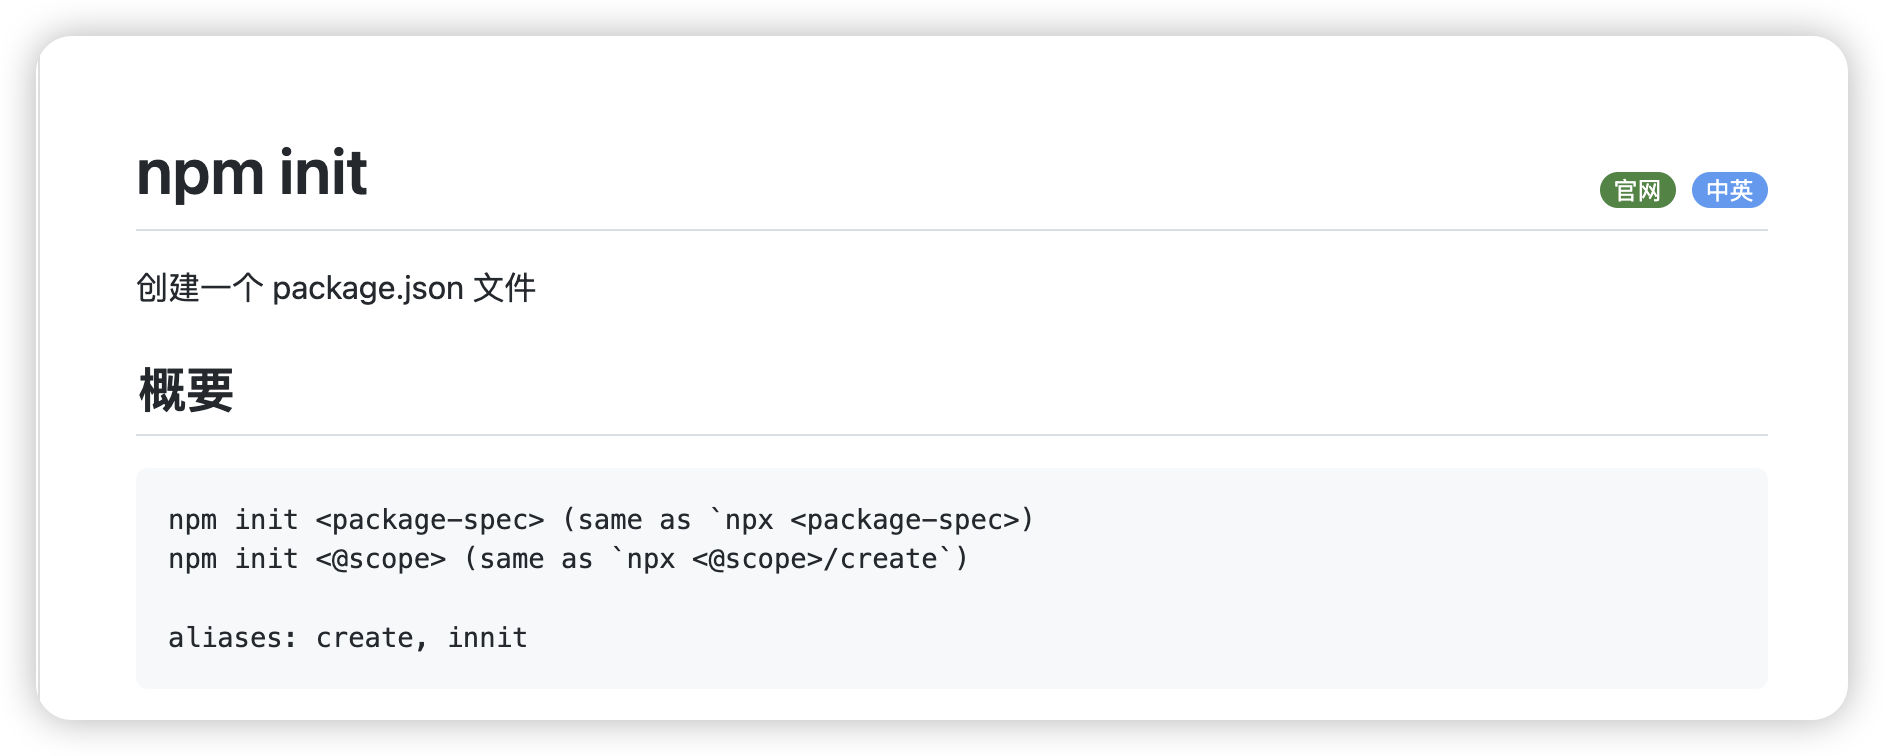 npm init
官网 中英
创建一个 package.json 文件
概要
npm init <package-spec> (same as `npx <package-spec>)
npm init <@scope> (same as `npx <@scope>/create`)
aliases: create, innit